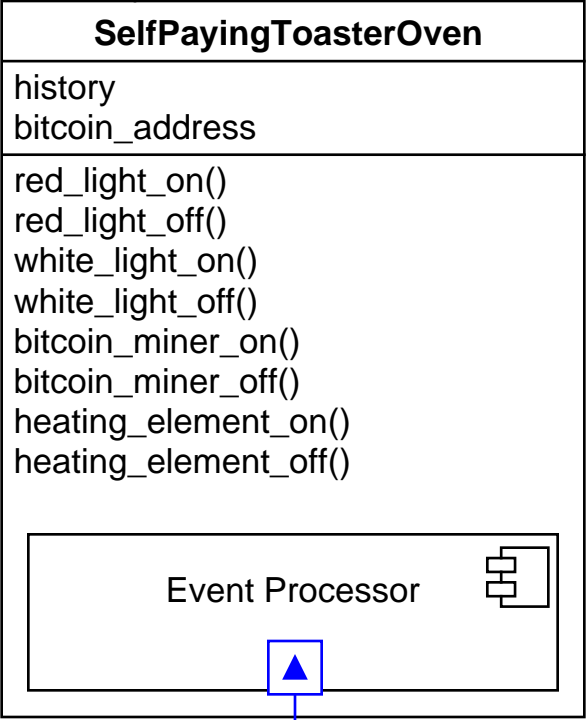 SelfPayingToasterOven
history
bitcoin_address
red_light_on()
red_light_off()
white_light_on()
white_light_off()
bitcoin_miner_on()
bitcoin_miner_off()
heating_element_on()
heating_element_off()
Event Processor